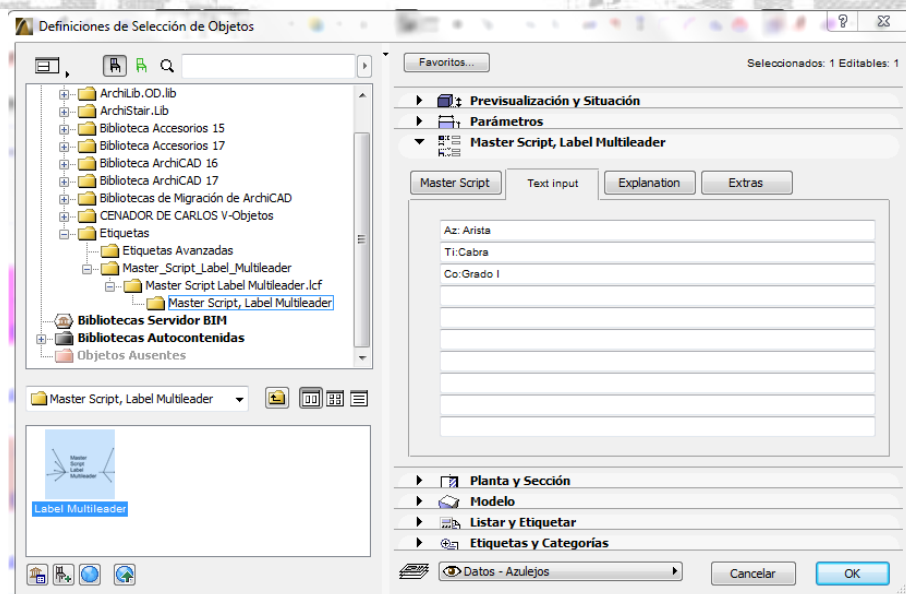 Definiciones de Selección de Objetos
Favoritos...
Seleccionados: 1 Editables: 1
ArchiLib.OD.lib
ArchiStair.Lib
Biblioteca Accesorios 15
Biblioteca Accesorios 17
Biblioteca ArchiCAD 16
Biblioteca ArchiCAD 17
Bibliotecas de Migración de ArchiCAD
CENADOR DE CARLOS V-Objetos
Etiquetas
Etiquetas Avanzadas
Master_Script_Label_Multileader
Master Script Label Multileader.lcf
Master Script, Label Multileader
Bibliotecas Servidor BIM
Bibliotecas Autocontenidas
Objetos Ausentes
Master Script, Label Multileader
Master
Script
Label
Multileader
Label Multileader
Previsualización y Situación
Parámetros
Master Script, Label Multileader
Master Script
Text input
Explanation
Extras
Az: Arista
Ti:Cabra
Co:Grado I
Planta y Sección
Modelo
Listar y Etiquetar
Etiquetas y Categorías
Datos - Azulejos
Cancelar
OK